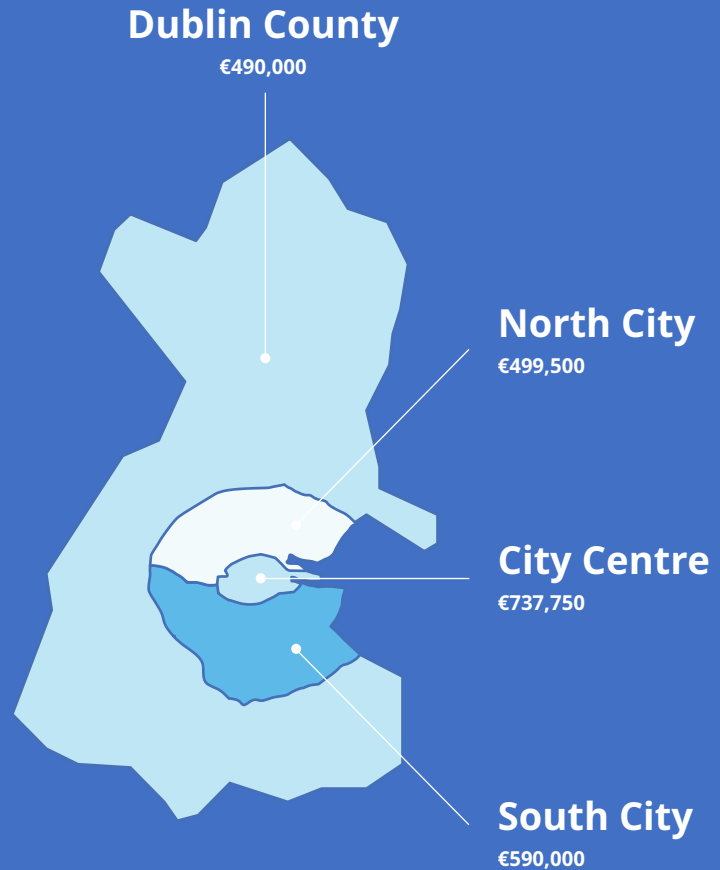 Dublin County
€490,000
North City
€499,500
City Centre
€737,750
South City
€590,000